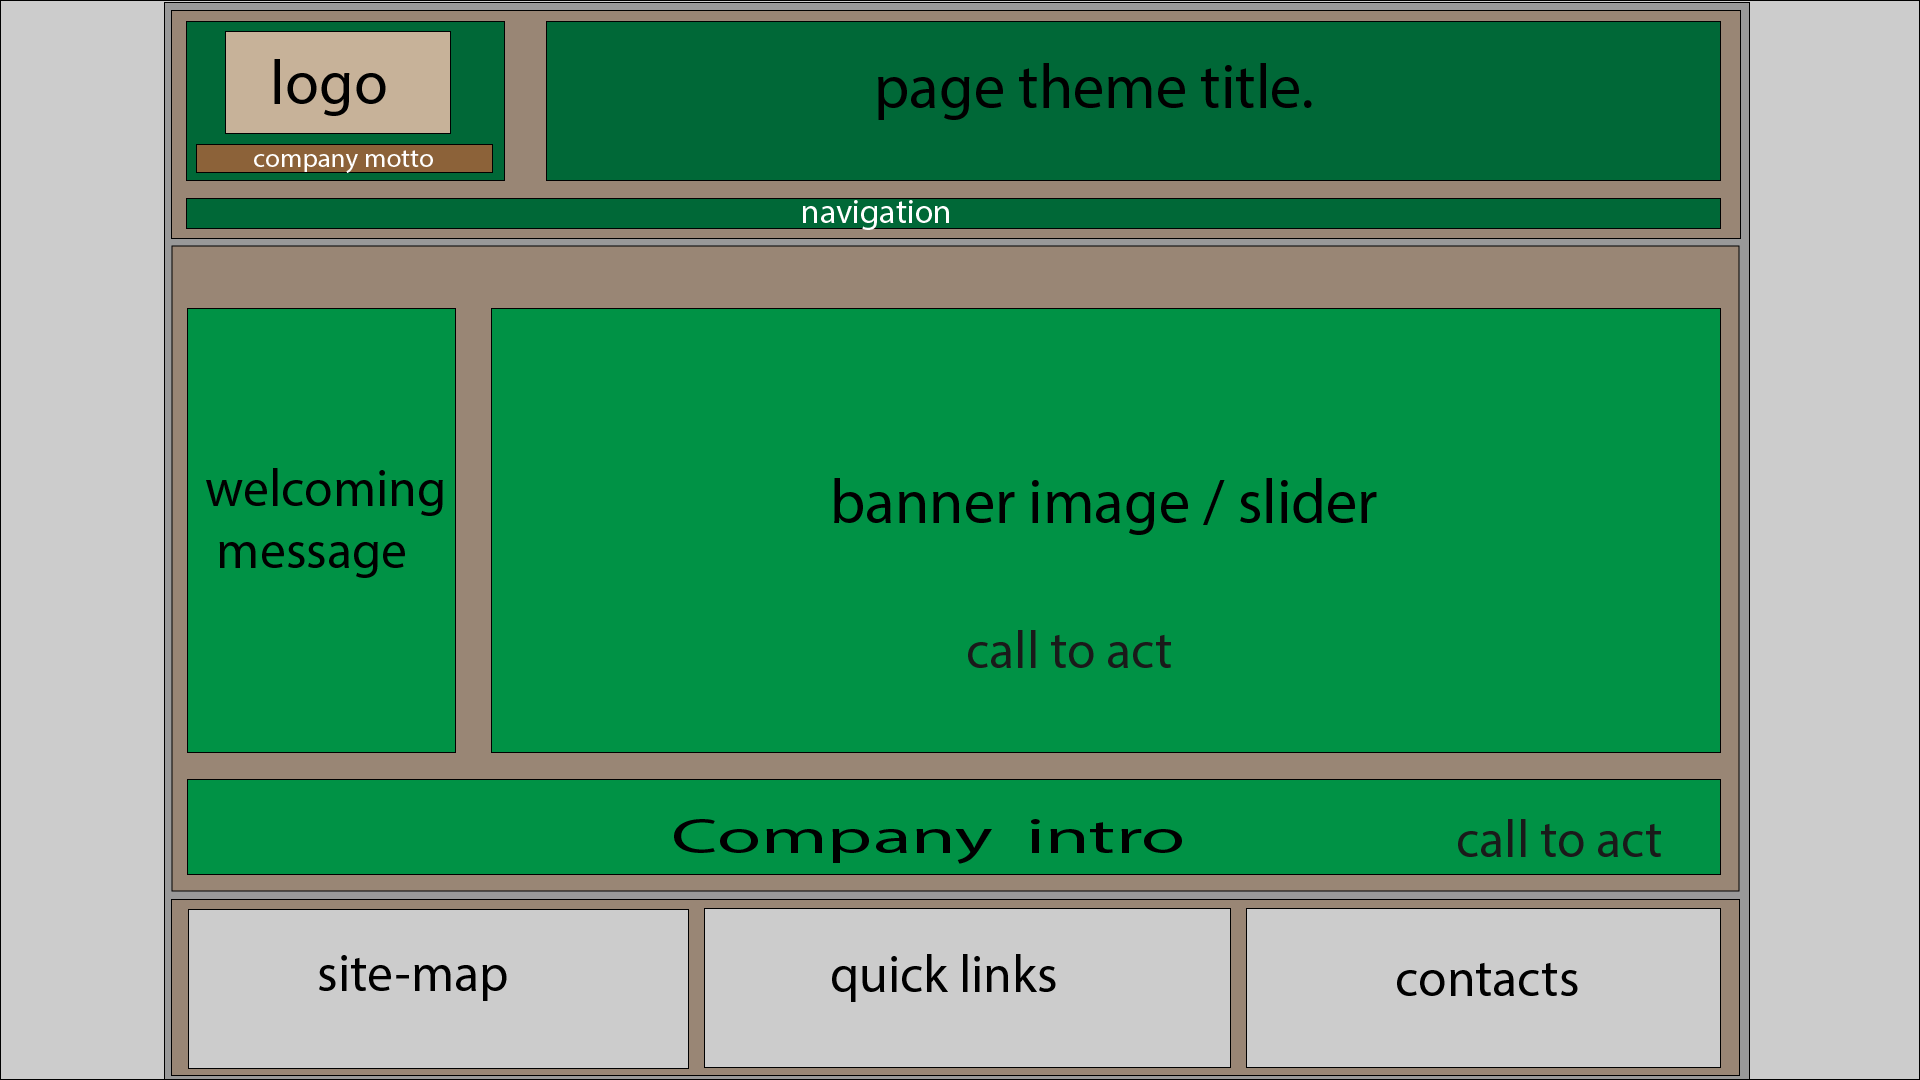 logo
page theme title.
company motto
navigation
welcoming
message
banner image / slider
call to act
Company intro
call to act
site-map
quick links
contacts